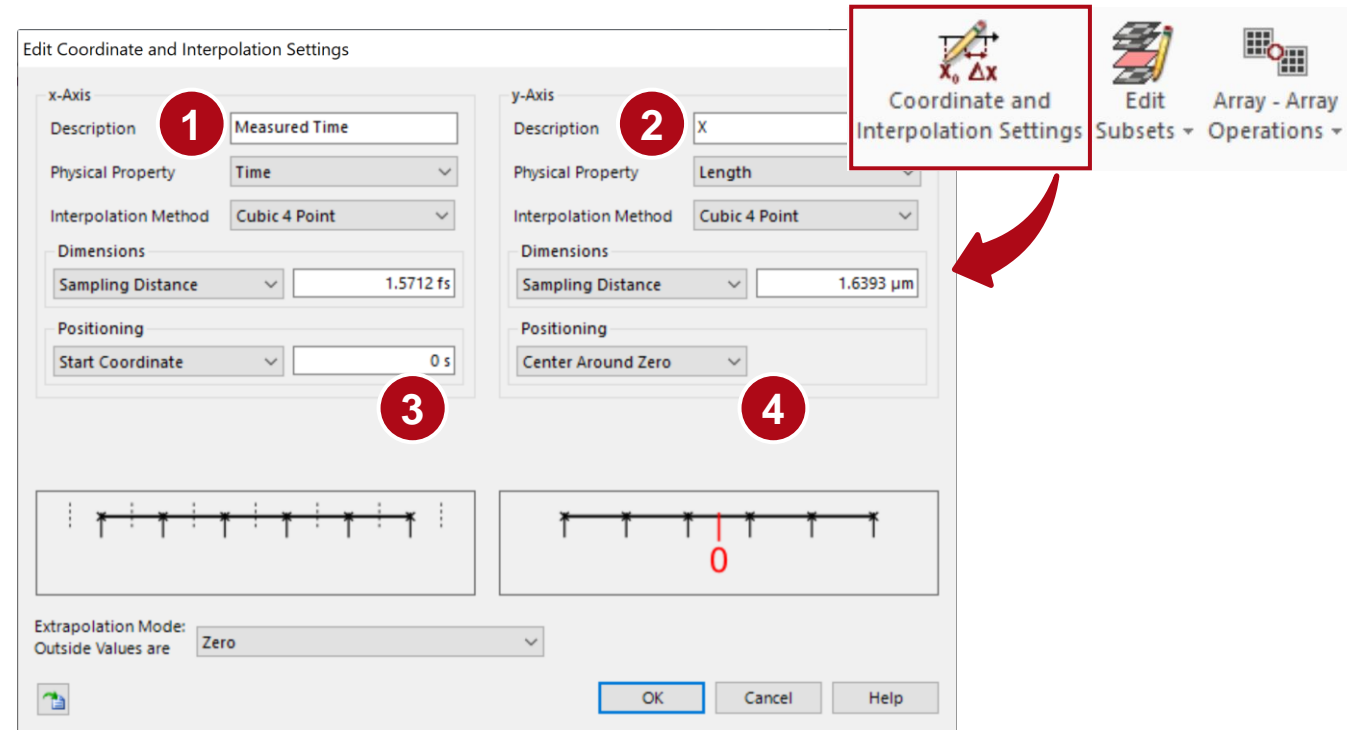 Edit Coordinate and Interpolation Settings
x-Axis
Description
1
Measured Time
Physical Property
Time
Interpolation Method
Cubic 4 Point
Dimensions
Sampling Distance
1.5712 fs
Positioning
Start Coordinate
0 s
3
y-Axis
Description
2
X
Physical Property
Length
Interpolation Method
Cubic 4 Point
Dimensions
Sampling Distance
1.6393 µm
Positioning
Center Around Zero
4
0
Extrapolation Mode:
Outside Values are
Zero
OK
Cancel
Help
x₀ Δx
Coordinate and
Interpolation Settings
Edit
Subsets
Array - Array
Operations